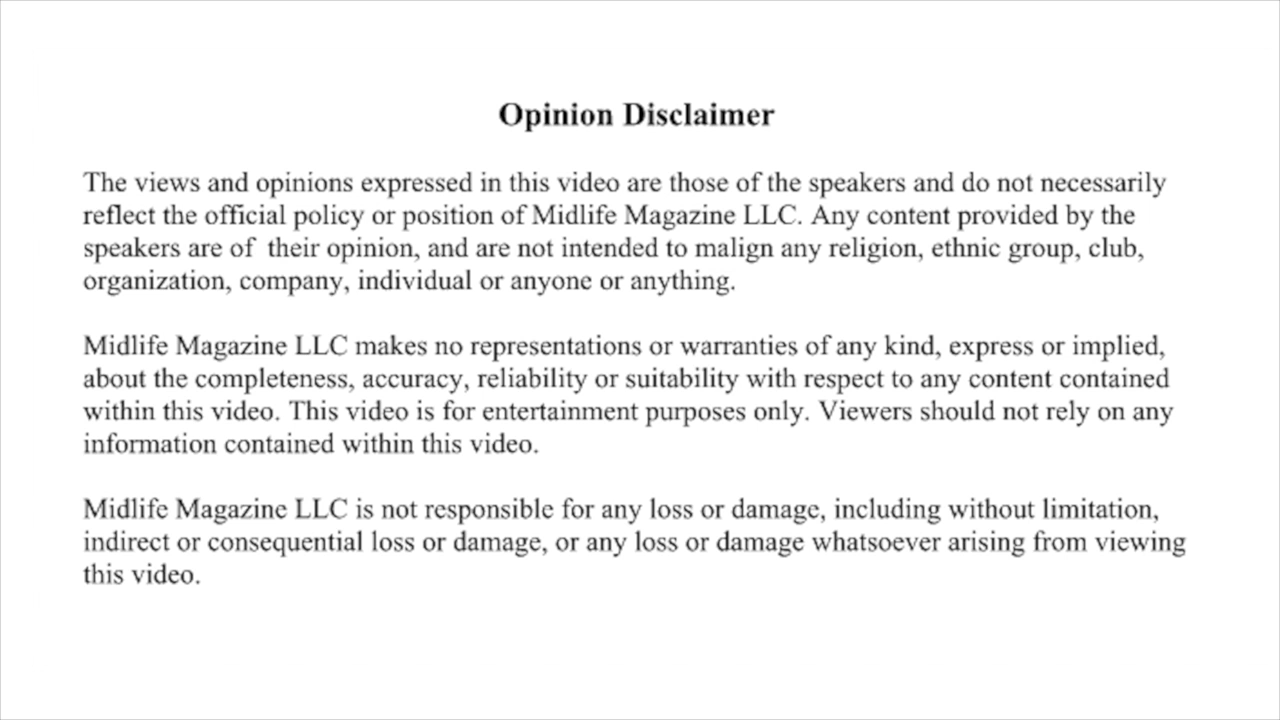 Opinion Disclaimer
The views and opinions expressed in this video are those of the speakers and do not necessarily
reflect the official policy or position of Midlife Magazine LLC. Any content provided by the
speakers are of  their opinion, and are not intended to malign any religion, ethnic group, club,
organization, company, individual or anyone or anything.
Midlife Magazine LLC makes no representations or warranties of any kind, express or implied,
about the completeness, accuracy, reliability or suitability with respect to any content contained
within this video. This video is for entertainment purposes only. Viewers should not rely on any
information contained within this video.
Midlife Magazine LLC is not responsible for any loss or damage, including without limitation,
indirect or consequential loss or damage, or any loss or damage whatsoever arising from viewing
this video.